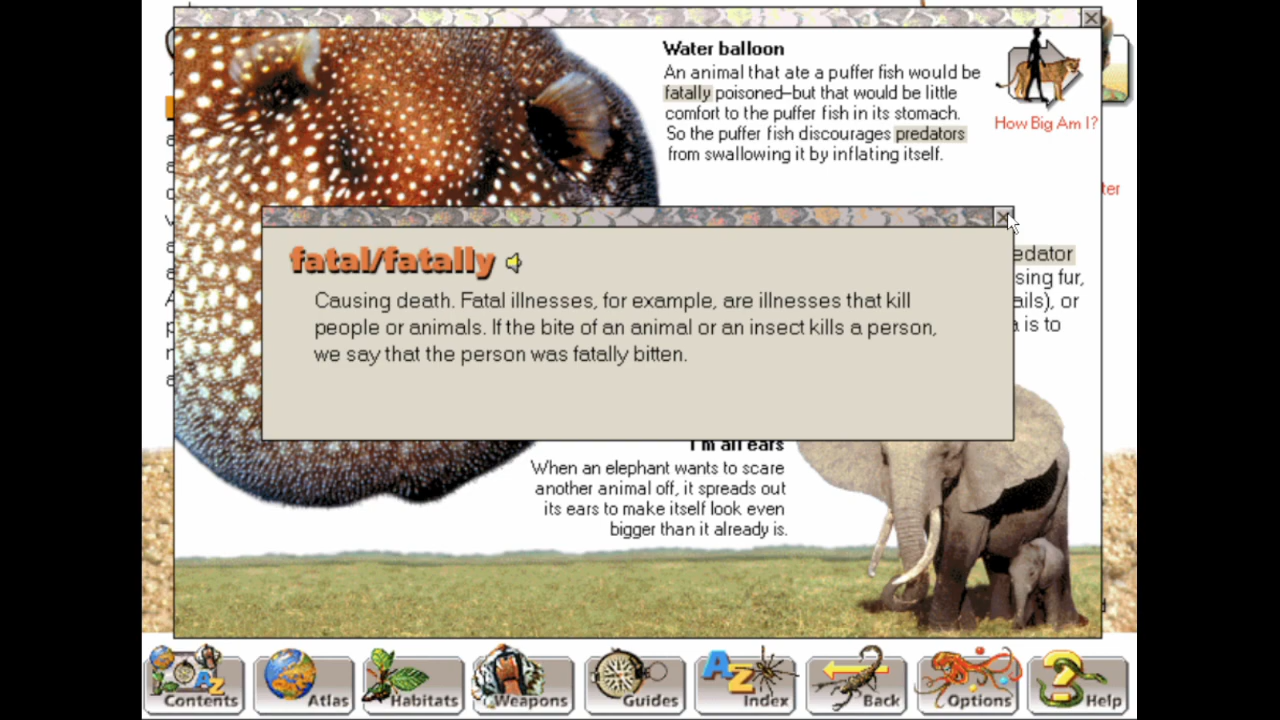 Water balloon
An animal that ate a puffer fish would be
fatally poisoned–but that would be little
comfort to the puffer fish in its stomach.
So the puffer fish discourages predators
from swallowing it by inflating itself.
How Big Am I?
ter
edator
sing fur,
ails), or
a is to
fatal/fatally
Causing death. Fatal illnesses, for example, are illnesses that kill
people or animals. If the bite of an animal or an insect kills a person,
we say that the person was fatally bitten.
I'm all ears
When an elephant wants to scare
another animal off, it spreads out
its ears to make itself look even
bigger than it already is.
Contents
Atlas
Habitats
Weapons
Guides
AZ Index
Back
Options
? Help